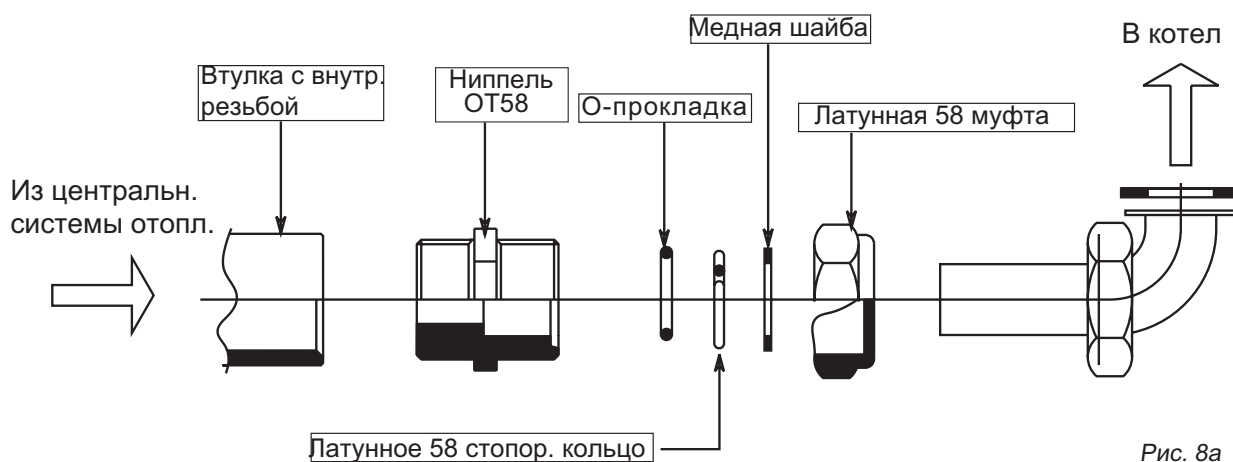 Медная шайба
В котел
Втулка с внутр.
резьбой
Ниппель
ОТ58
О-прокладка
Латунная 58 муфта
Из центральн.
системы отопл.
Латунное 58 стопор. кольцо
Рис. 8а